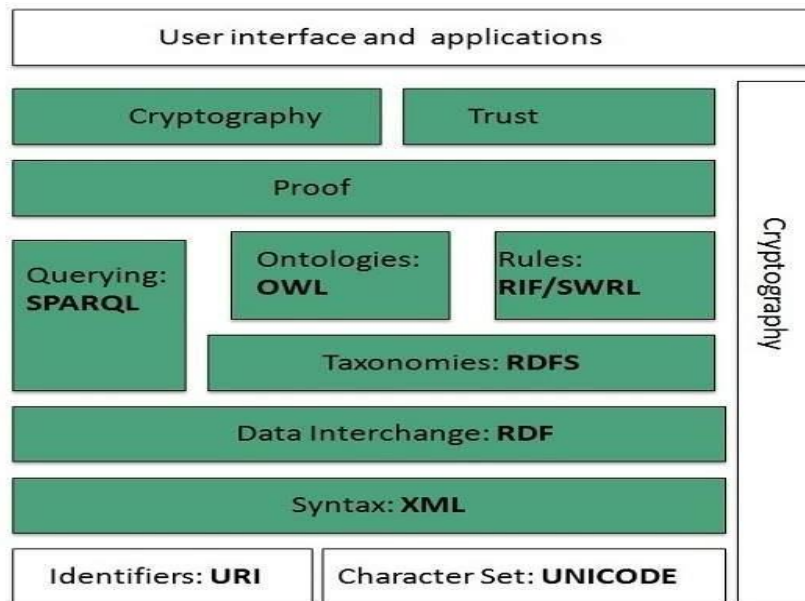 User interface and applications
Cryptography
Trust
Proof
Querying:
SPARQL
Ontologies:
OWL
Rules:
RIF/SWRL
Taxonomies: RDFS
Data Interchange: RDF
Syntax: XML
Identifiers: URI
Character Set: UNICODE
Cryptography